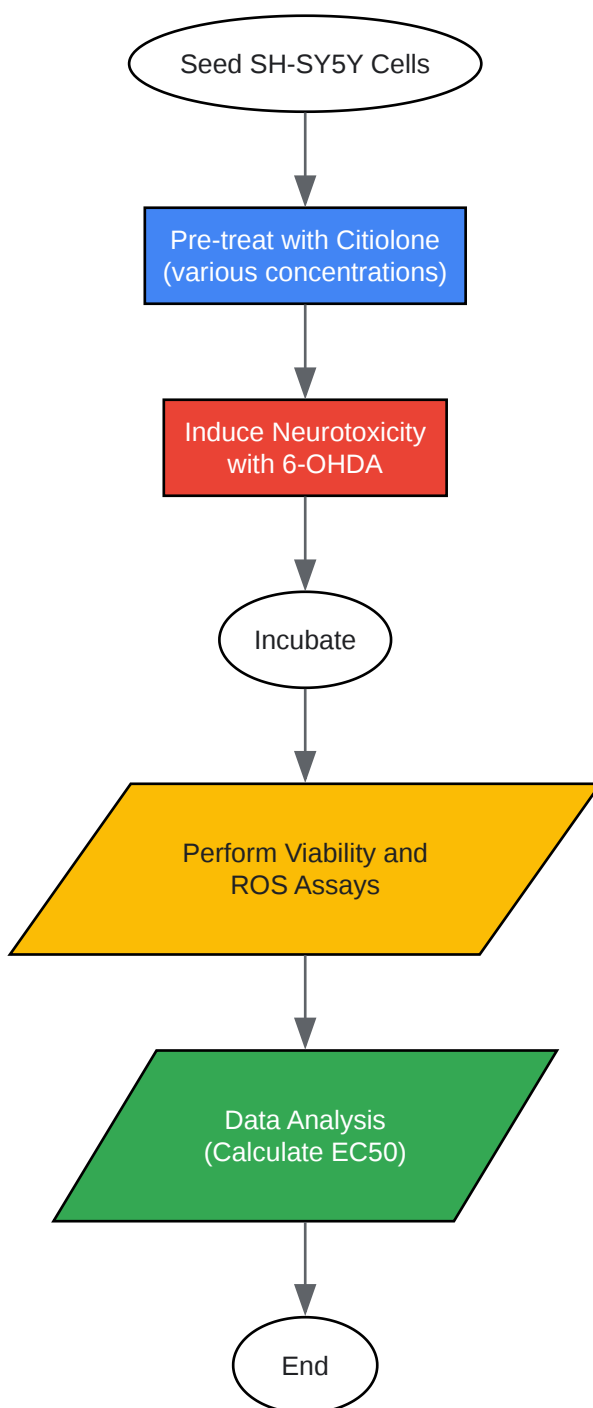 Seed SH-SY5Y Cells
Pre-treat with Citiolone
(various concentrations)
Induce Neurotoxicity
with 6-OHDA
Incubate
Perform Viability and
ROS Assays
Data Analysis
(Calculate EC50)
End